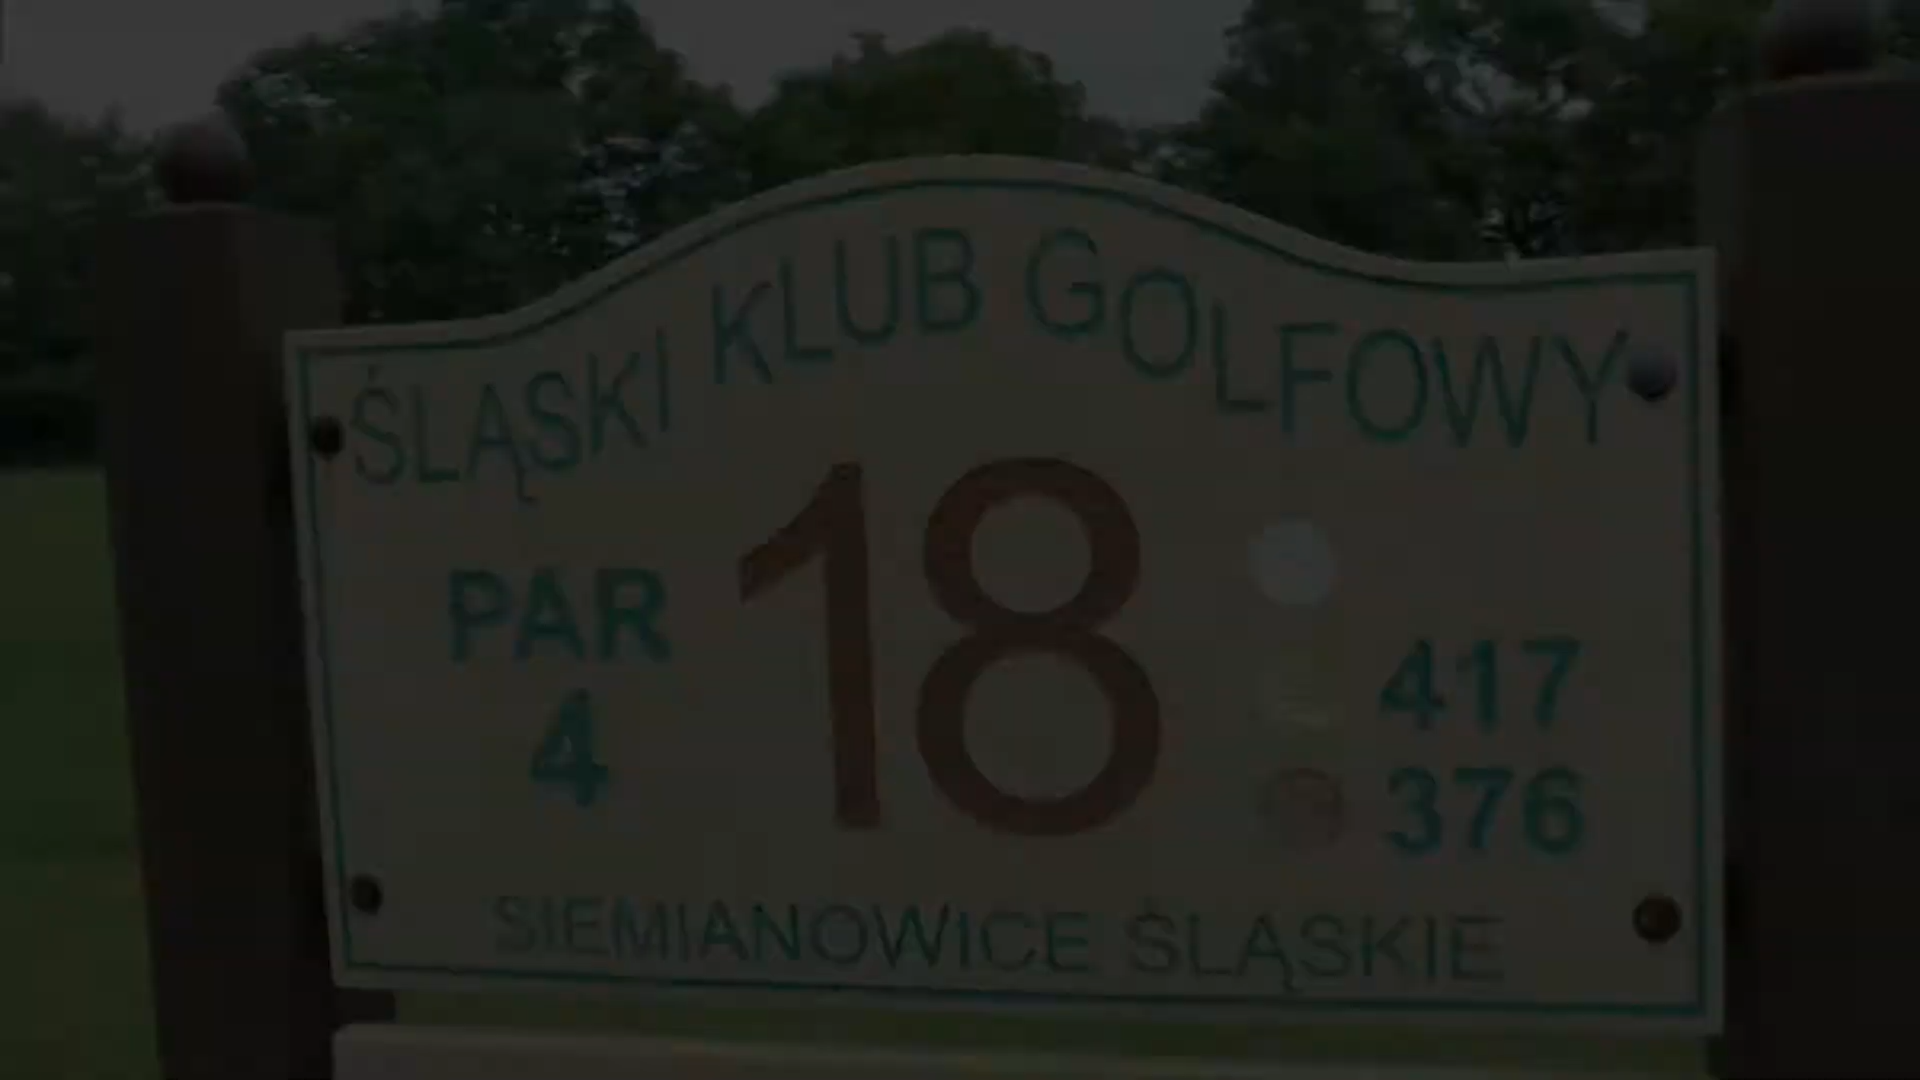 ŚLĄSKI KLUB GOLFOWY
18
PAR
4
417
376
SIEMIANOWICE ŚLĄSKIE